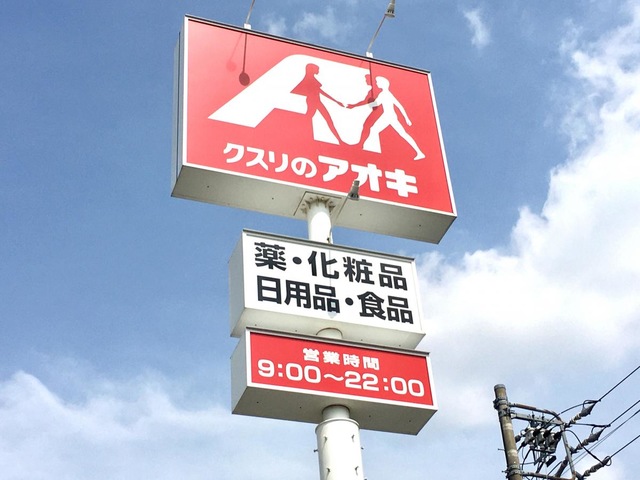 クスリのアオキ
薬・化粧品
日用品・食品
営業時間
9:00～22:00